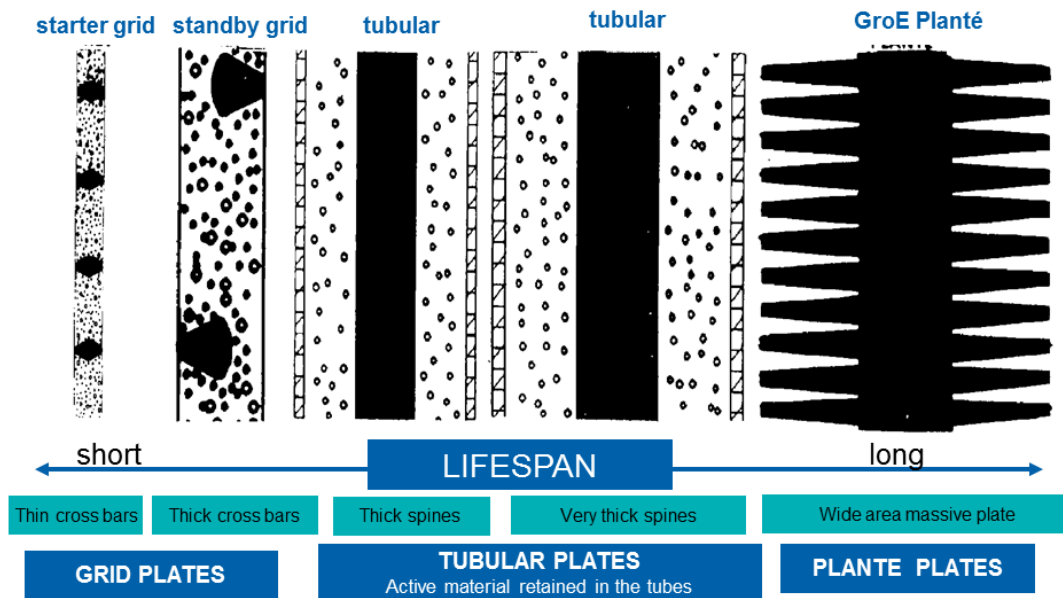 starter grid
standby grid
tubular
tubular
GroE Planté
short
LIFESPAN
long
Thin cross bars
Thick cross bars
Thick spines
Very thick spines
Wide area massive plate
GRID PLATES
TUBULAR PLATES
Active material retained in the tubes
PLANTE PLATES